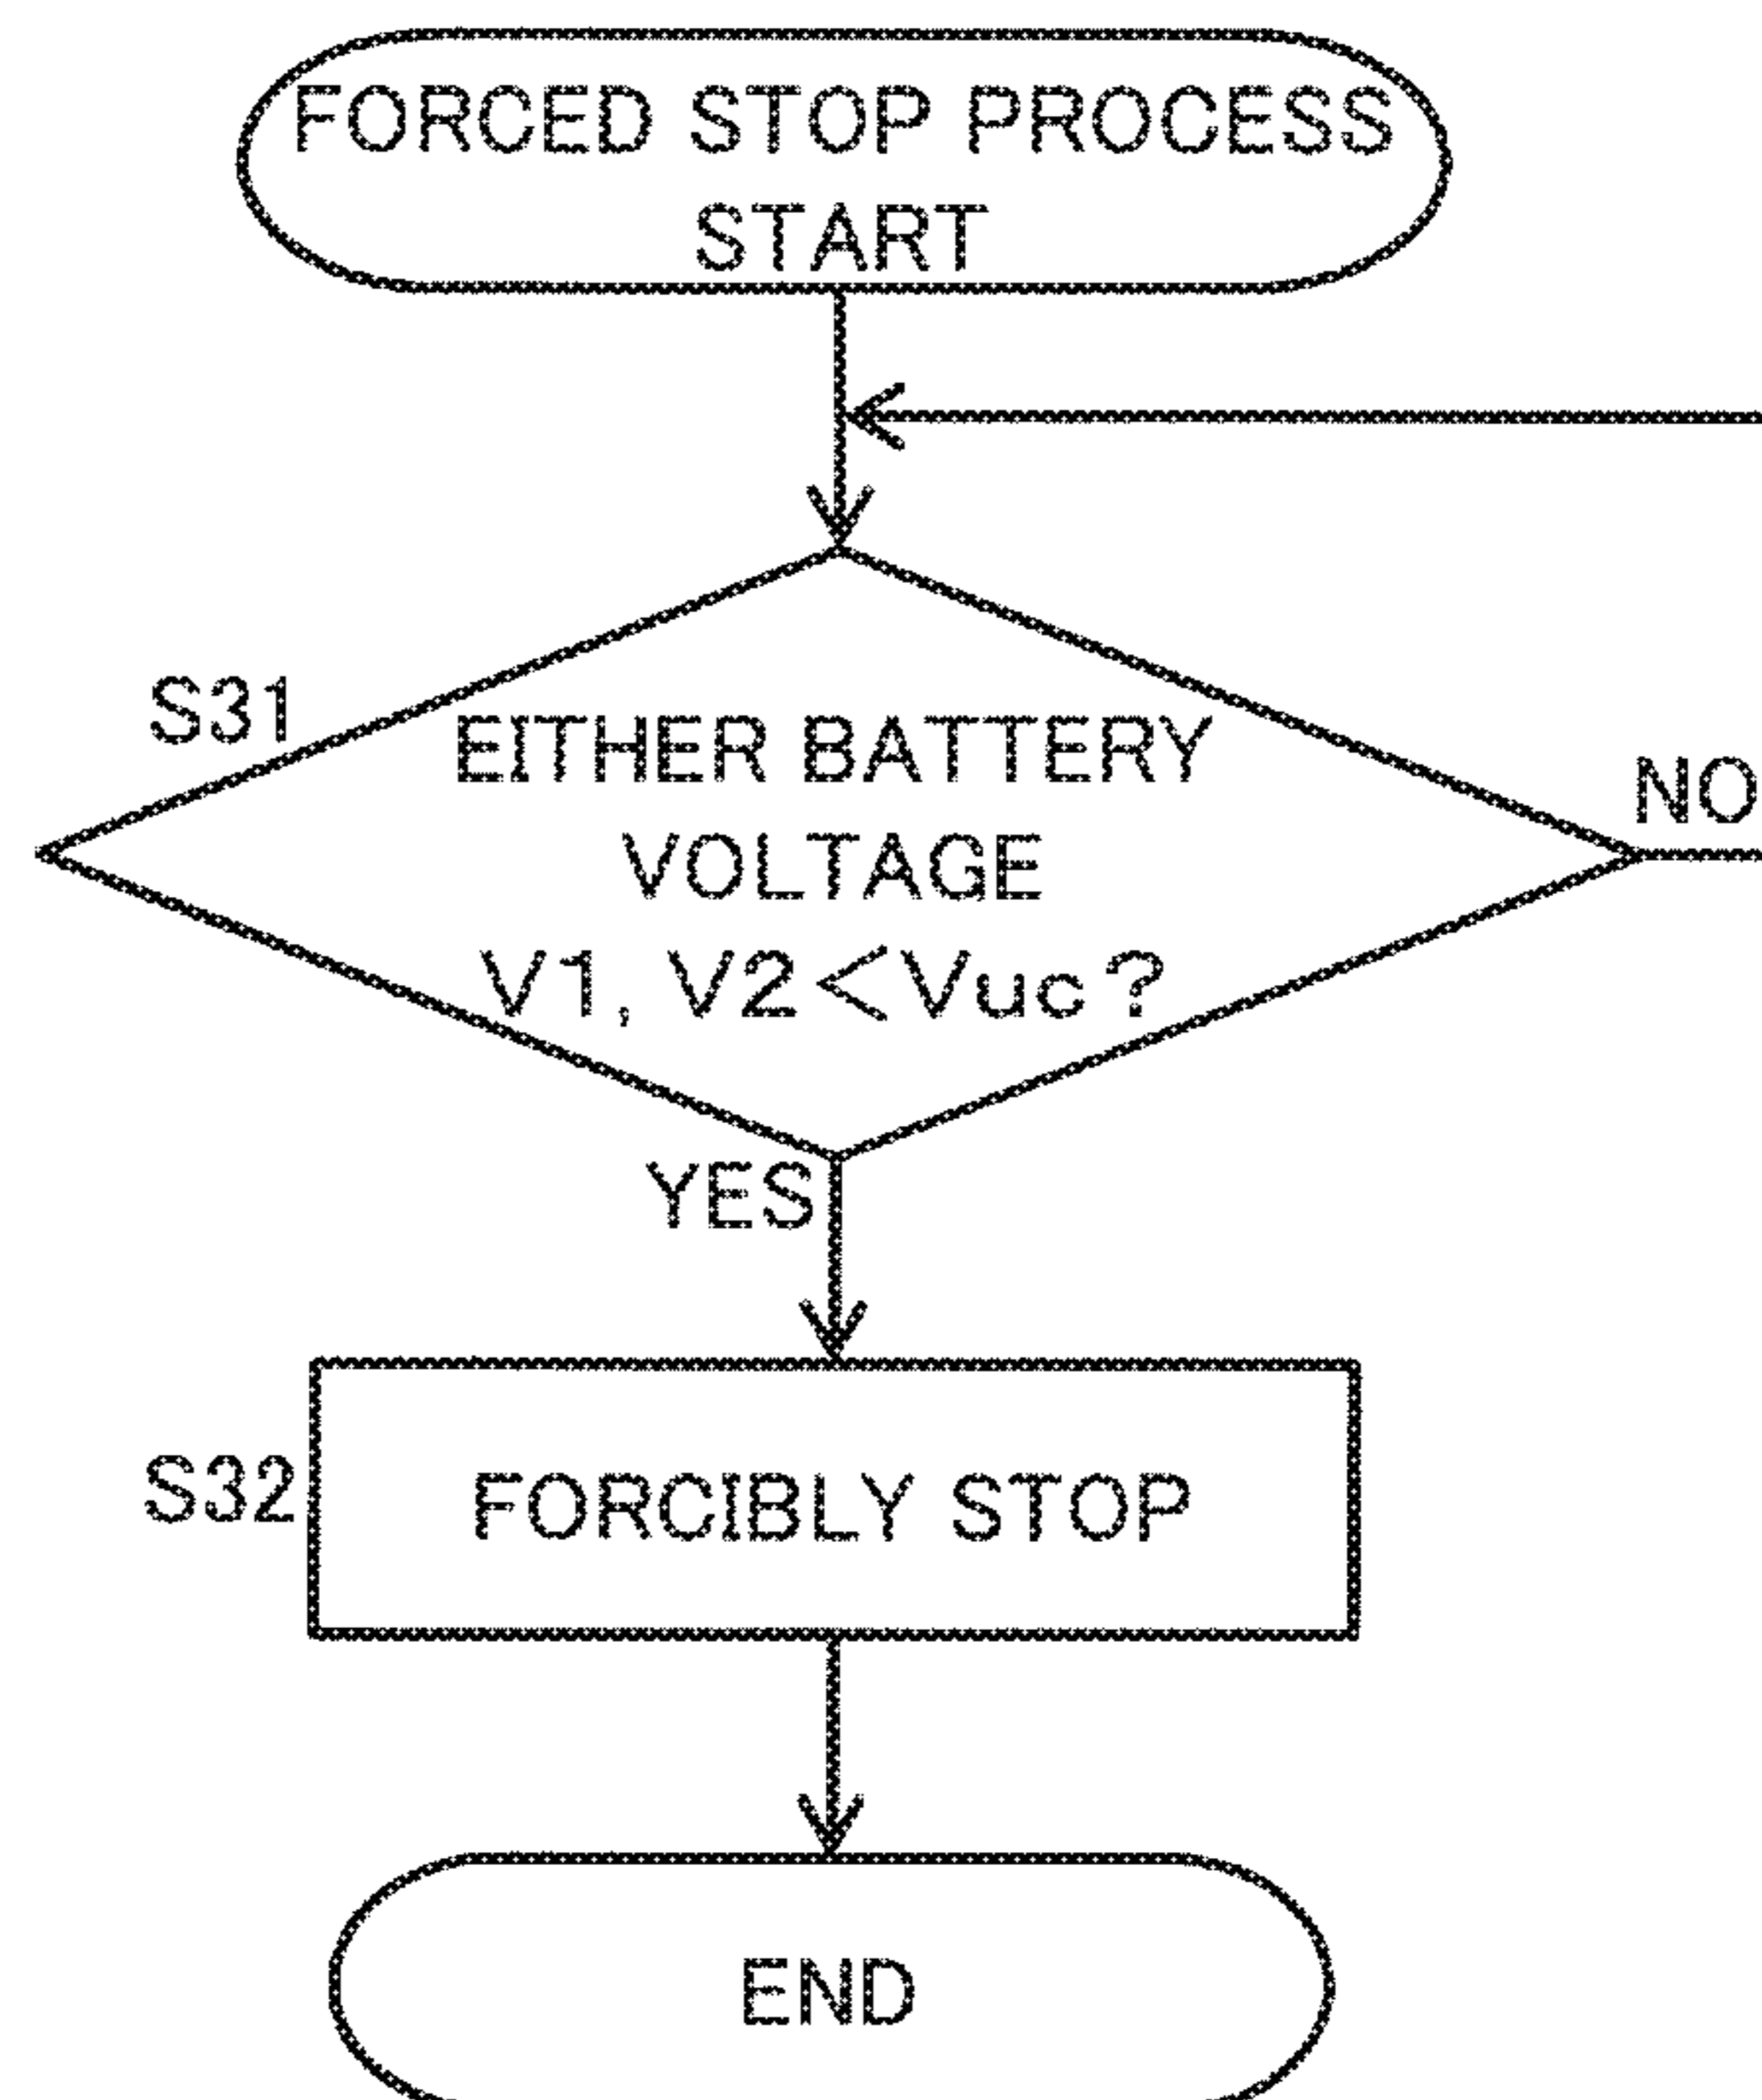 FORCED STOP PROCESS
START
S31
EITHER BATTERY
VOLTAGE
V1, V2<Vuc?
NO
YES
S32
FORCIBLY STOP
END